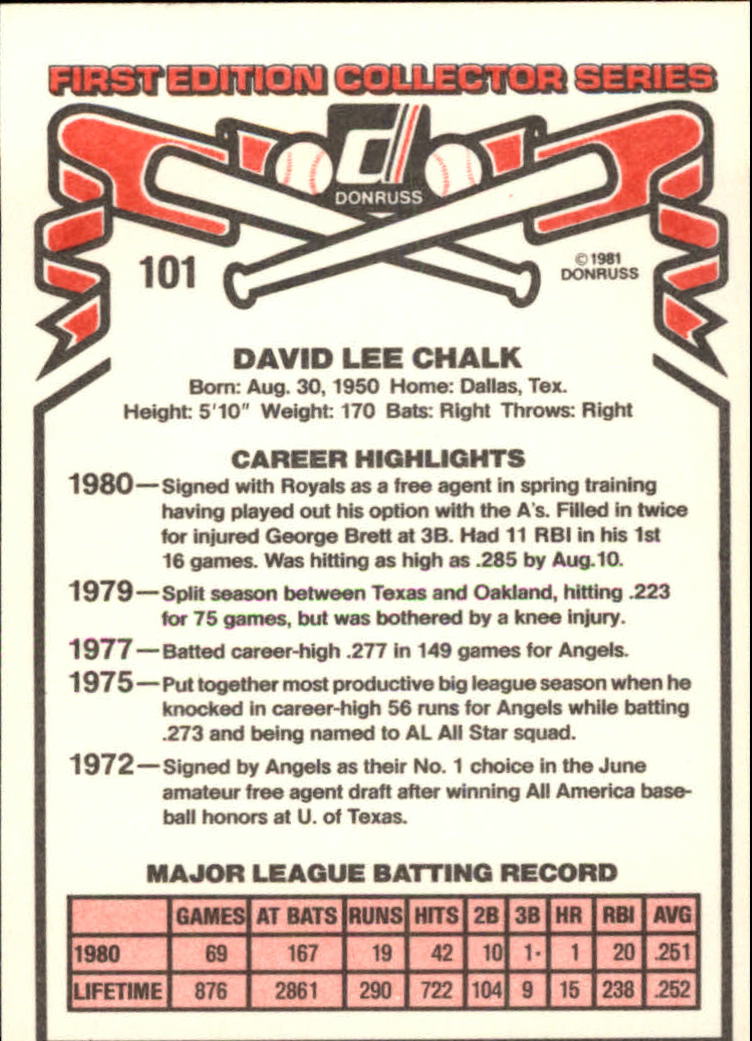 FIRST EDITION COLLECTOR SERIES
d
DONRUSS
101
©1981
DONRUSS
DAVID LEE CHALK
Born: Aug. 30, 1950 Home: Dallas, Tex.
Height: 5'10" Weight: 170 Bats: Right Throws: Right
CAREER HIGHLIGHTS
1980—Signed with Royals as a free agent in spring training
having played out his option with the A's. Filled in twice
for injured George Brett at 3B. Had 11 RBI in his 1st
16 games. Was hitting as high as .285 by Aug.10.
1979—Split season between Texas and Oakland, hitting .223
for 75 games, but was bothered by a knee injury.
1977—Batted career-high .277 in 149 games for Angels.
1975—Put together most productive big league season when he
knocked in career-high 56 runs for Angels while batting
.273 and being named to AL All Star squad.
1972—Signed by Angels as their No. 1 choice in the June
amateur free agent draft after winning All America base-
ball honors at U. of Texas.
MAJOR LEAGUE BATTING RECORD
GAMES AT BATS RUNS HITS 2B 3B HR RBI AVG
1980 69 167 19 42 10 1 1 20 .251
LIFETIME 876 2861 290 722 104 9 15 238 .252